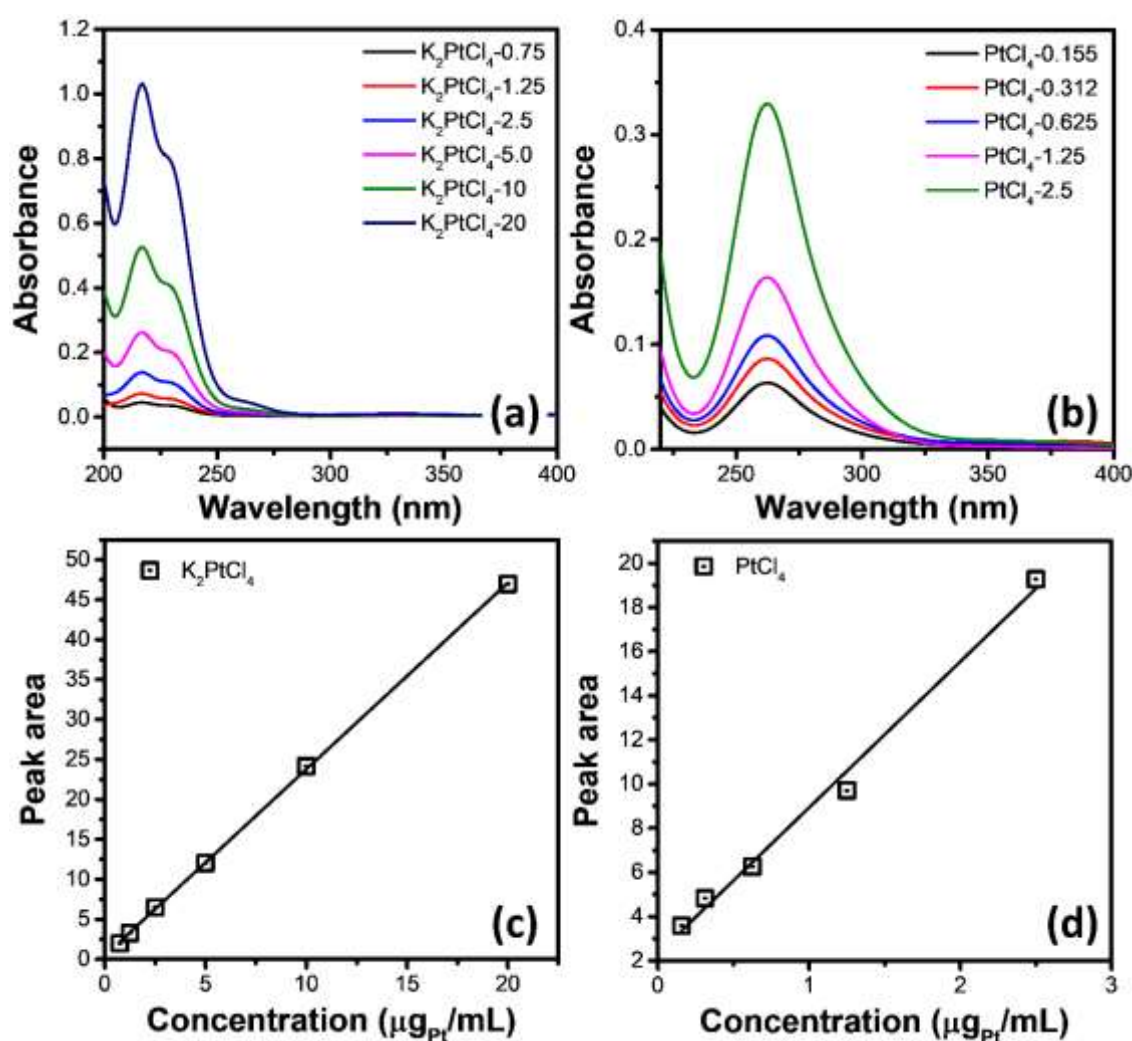 1.2
1.0
0.8
0.6
0.4
0.2
0.0
Absorbance
K₂PtCl₄-0.75
K₂PtCl₄-1.25
K₂PtCl₄-2.5
K₂PtCl₄-5.0
K₂PtCl₄-10
K₂PtCl₄-20
(a)
200 250 300 350 400
Wavelength (nm)
0.4
0.3
0.2
0.1
0.0
Absorbance
PtCl₄-0.155
PtCl₄-0.312
PtCl₄-0.625
PtCl₄-1.25
PtCl₄-2.5
(b)
250 300 350 400
Wavelength (nm)
50
45
40
35
30
25
20
15
10
5
0
Peak area
K₂PtCl₄
(c)
0 5 10 15 20
Concentration (μg_Pt/mL)
20
18
16
14
12
10
8
6
4
2
Peak area
PtCl₄
(d)
0 1 2 3
Concentration (μg_Pt/mL)